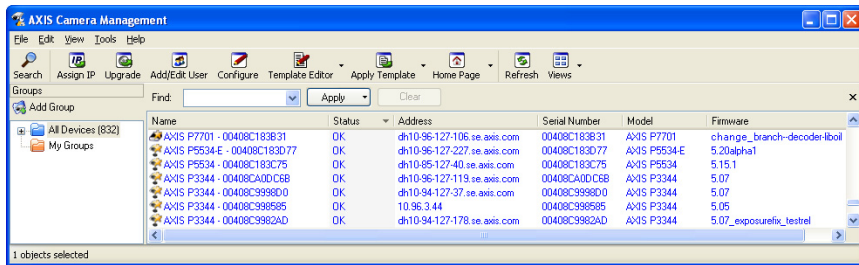 AXIS Camera Management
File Edit View Tools Help
Search Assign IP Upgrade Add/Edit User Configure Template Editor Apply Template Home Page Refresh Views
Groups
Find: Apply Clear
Add Group
Name Status Address Serial Number Model Firmware
All Devices (832)
My Groups
AXIS P7701 - 00408C183B31 OK dh10-96-127-106.se.axis.com 00408C183B31 AXIS P7701 change_branch--decoder-liboil
AXIS P5534-E - 00408C183D77 OK dh10-96-127-227.se.axis.com 00408C183D77 AXIS P5534-E 5.20alpha1
AXIS P5534 - 00408C183C75 OK dh10-85-127-40.se.axis.com 00408C183C75 AXIS P5534 5.15.1
AXIS P3344 - 00408CA0DC6B OK dh10-96-127-119.se.axis.com 00408CA0DC6B AXIS P3344 5.07
AXIS P3344 - 00408C9998D0 OK dh10-94-127-37.se.axis.com 00408C9998D0 AXIS P3344 5.07
AXIS P3344 - 00408C998585 OK 10.96.3.44 00408C998585 AXIS P3344 5.05
AXIS P3344 - 00408C9982AD OK dh10-94-127-178.se.axis.com 00408C9982AD AXIS P3344 5.07_exposurefix_testrel
1 objects selected